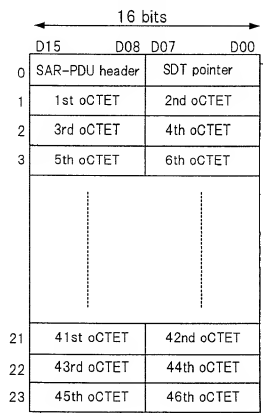 16 bits
D15 D08 D07 D00
0 SAR-PDU header SDT pointer
1 1st oCTET 2nd oCTET
2 3rd oCTET 4th oCTET
3 5th oCTET 6th oCTET
21 41st oCTET 42nd oCTET
22 43rd oCTET 44th oCTET
23 45th oCTET 46th oCTET